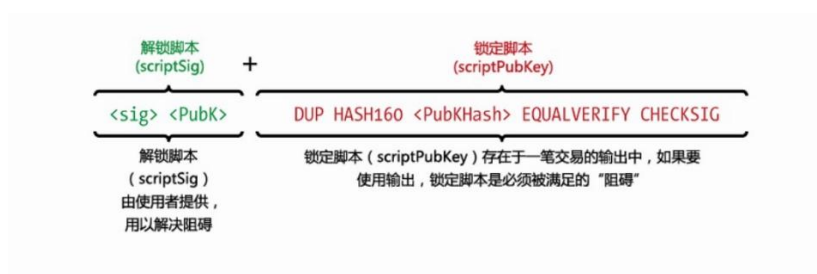 解锁脚本
(scriptSig)
+
锁定脚本
(scriptPubKey)
<sig> <PubK>
DUP HASH160 <PubKHash> EQUALVERIFY CHECKSIG
解锁脚本
（scriptSig）
由使用者提供，
用以解决阻碍
锁定脚本（scriptPubKey）存在于一笔交易的输出中，如果要
使用输出，锁定脚本是必须被满足的“阻碍”